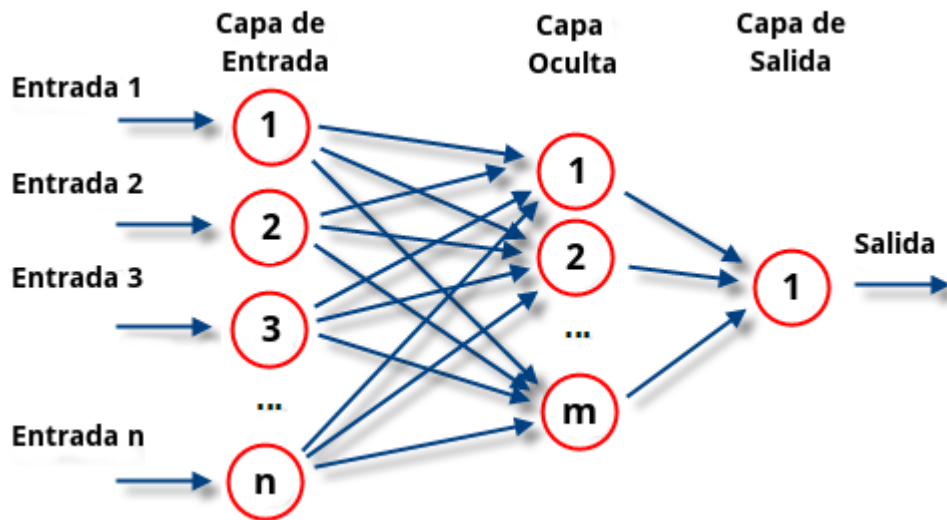 Capa de
Entrada
Capa
Oculta
Capa de
Salida
Entrada 1
1
Entrada 2
2
Entrada 3
3
...
Entrada n
n
1
2
...
m
1
Salida